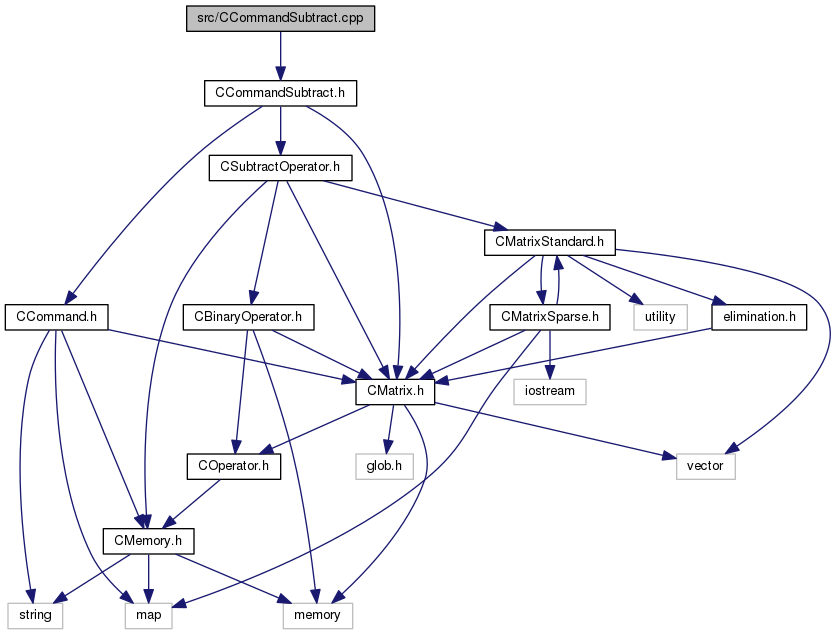 src/CCommandSubtract.cpp
CCommandSubtract.h
CSubtractOperator.h
CMatrixStandard.h
CCommand.h
CBinaryOperator.h
CMatrixSparse.h
utility
elimination.h
CMatrix.h
iostream
COperator.h
glob.h
vector
CMemory.h
string
map
memory